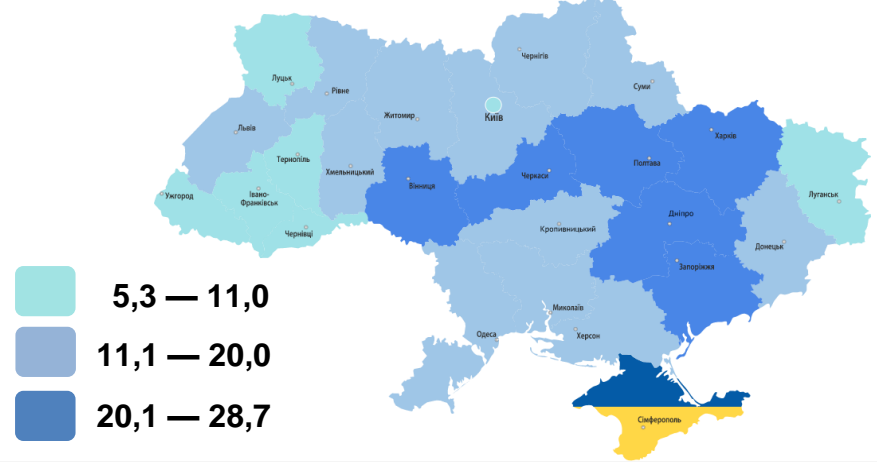 Чернігів
Луцьк
Рівне
Суми
Житомир
Київ
Львів
Харків
Тернопіль
Полтава
Хмельницький
Черкаси
Вінниця
Ужгород
Івано-
Франківськ
Луганськ
Дніпро
Чернівці
Кропивницький
Донецьк
Запоріжжя
5,3 — 11,0
Миколаїв
Одеса
Херсон
11,1 — 20,0
20,1 — 28,7
Сімферополь